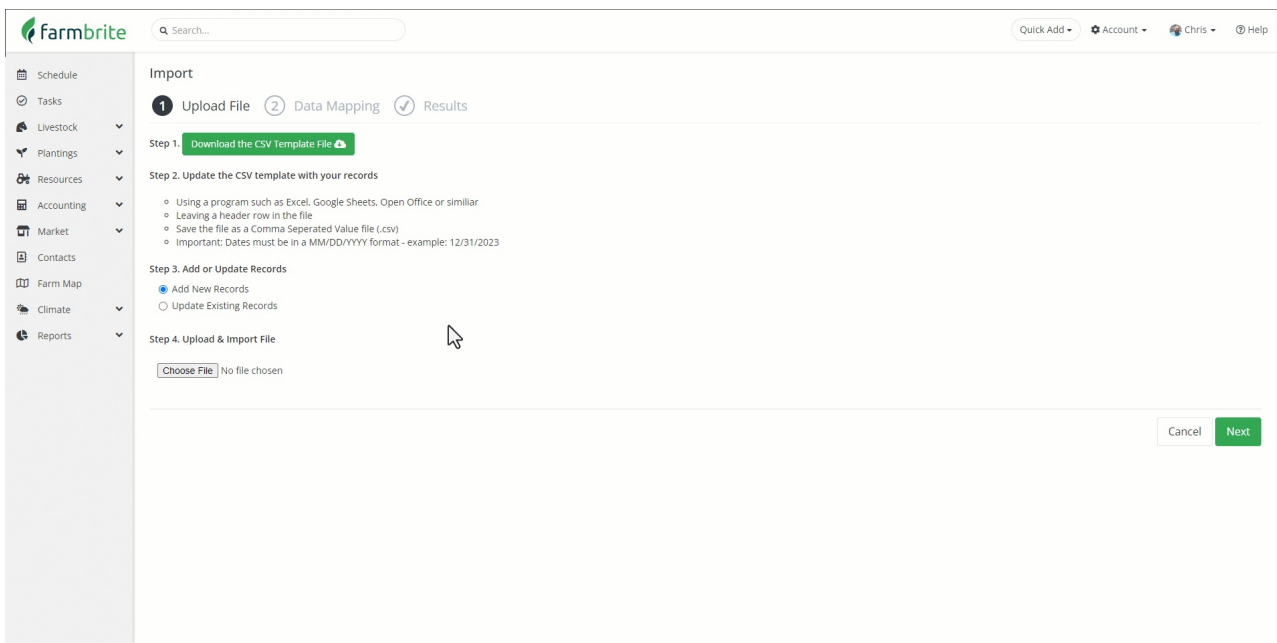 farmbrite
Search...
Quick Add
Account
Chris
Help
Schedule
Tasks
Livestock
Plantings
Resources
Accounting
Market
Contacts
Farm Map
Climate
Reports
Import
1 Upload File 2 Data Mapping Results
Step 1. Download the CSV Template File
Step 2. Update the CSV template with your records
Using a program such as Excel, Google Sheets, Open Office or similiar
Leaving a header row in the file
Save the file as a Comma Seperated Value file (.csv)
Important: Dates must be in a MM/DD/YYYY format - example: 12/31/2023
Step 3. Add or Update Records
Add New Records
Update Existing Records
Step 4. Upload & Import File
Choose File No file chosen
Cancel Next